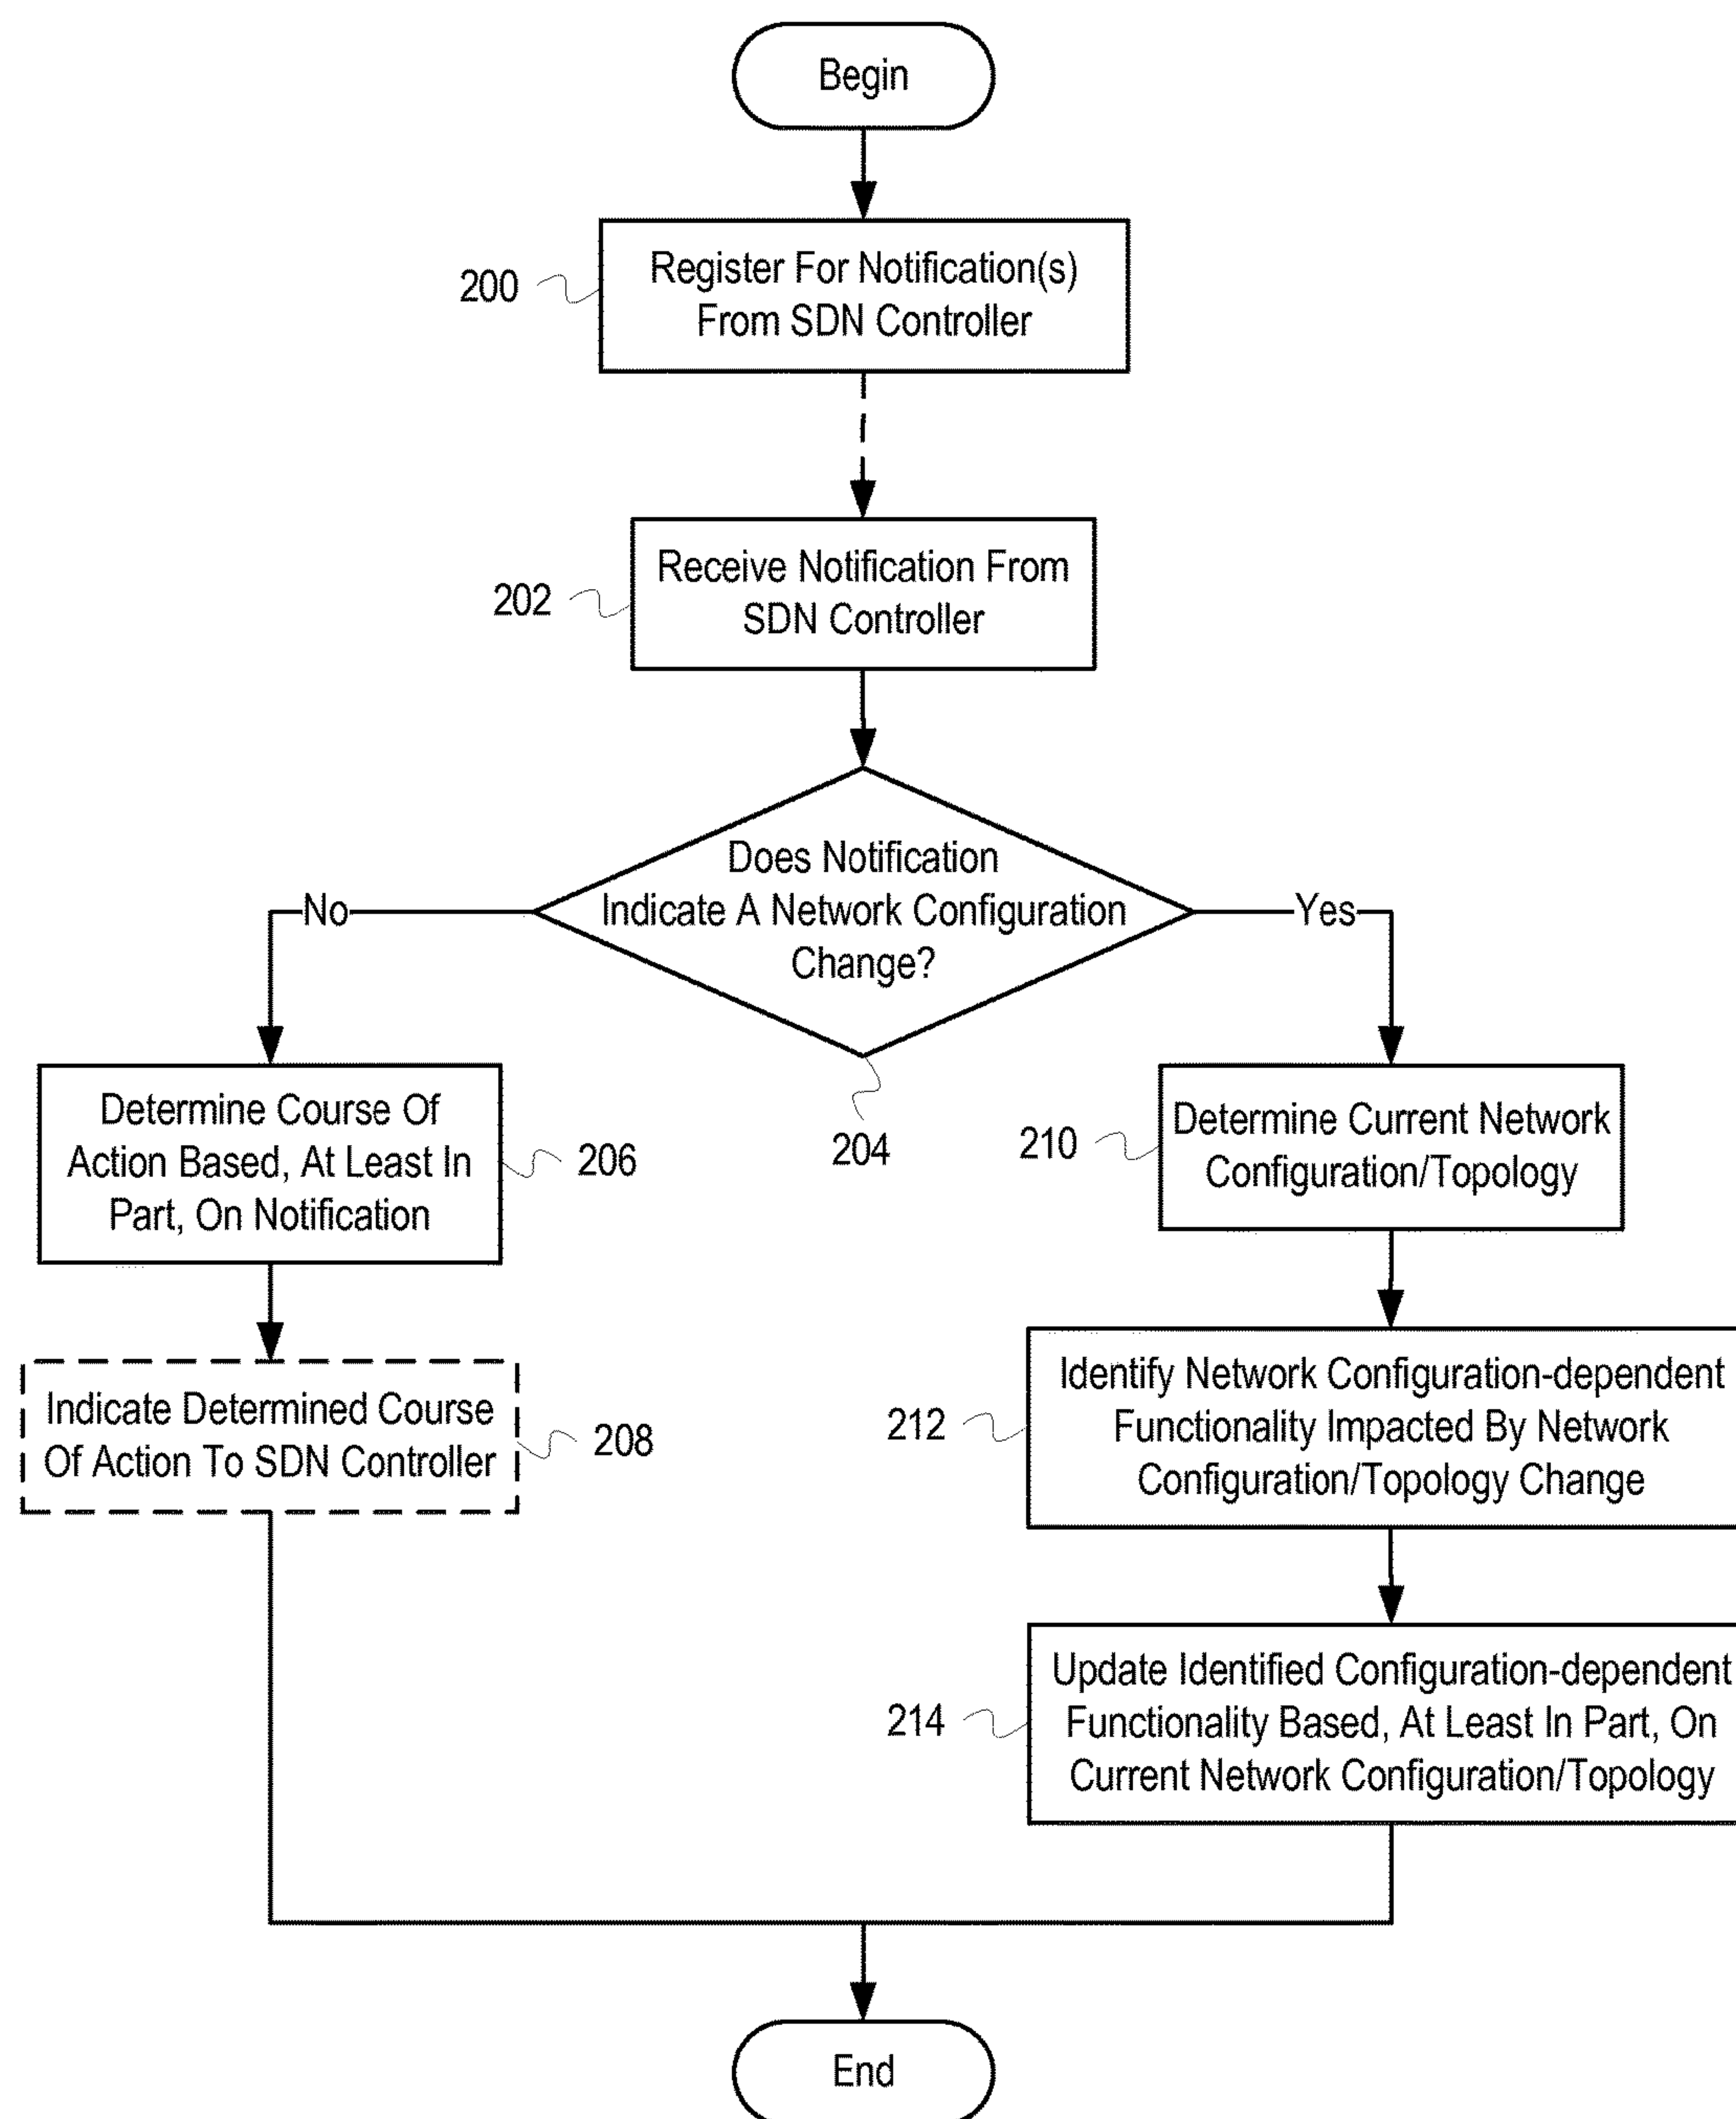 Begin
200
Register For Notification(s)
From SDN Controller
202
Receive Notification From
SDN Controller
Does Notification
Indicate A Network Configuration
Change?
No
Yes
204
Determine Course Of
Action Based, At Least In
Part, On Notification
206
210
Determine Current Network
Configuration/Topology
Indicate Determined Course
Of Action To SDN Controller
208
212
Identify Network Configuration-dependent
Functionality Impacted By Network
Configuration/Topology Change
214
Update Identified Configuration-dependent
Functionality Based, At Least In Part, On
Current Network Configuration/Topology
End